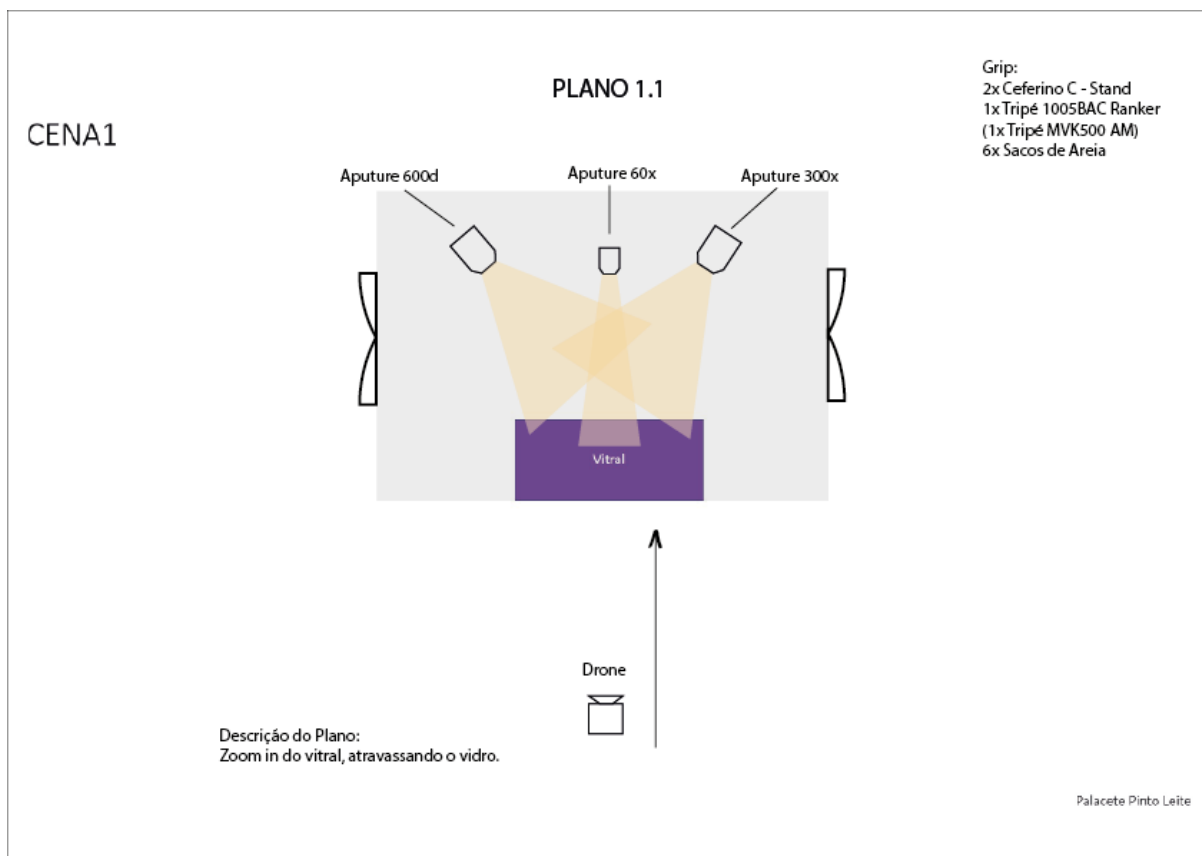 PLANO 1.1
Grip:
2x Ceferino C - Stand
1x Tripé 1005BAC Ranker
(1x Tripé MVK500 AM)
6x Sacos de Areia
CENA1
Aputure 600d
Aputure 60x
Aputure 300x
Vitral
Drone
Descrição do Plano:
Zoom in do vitral, atravassando o vidro.
Palacete Pinto Leite